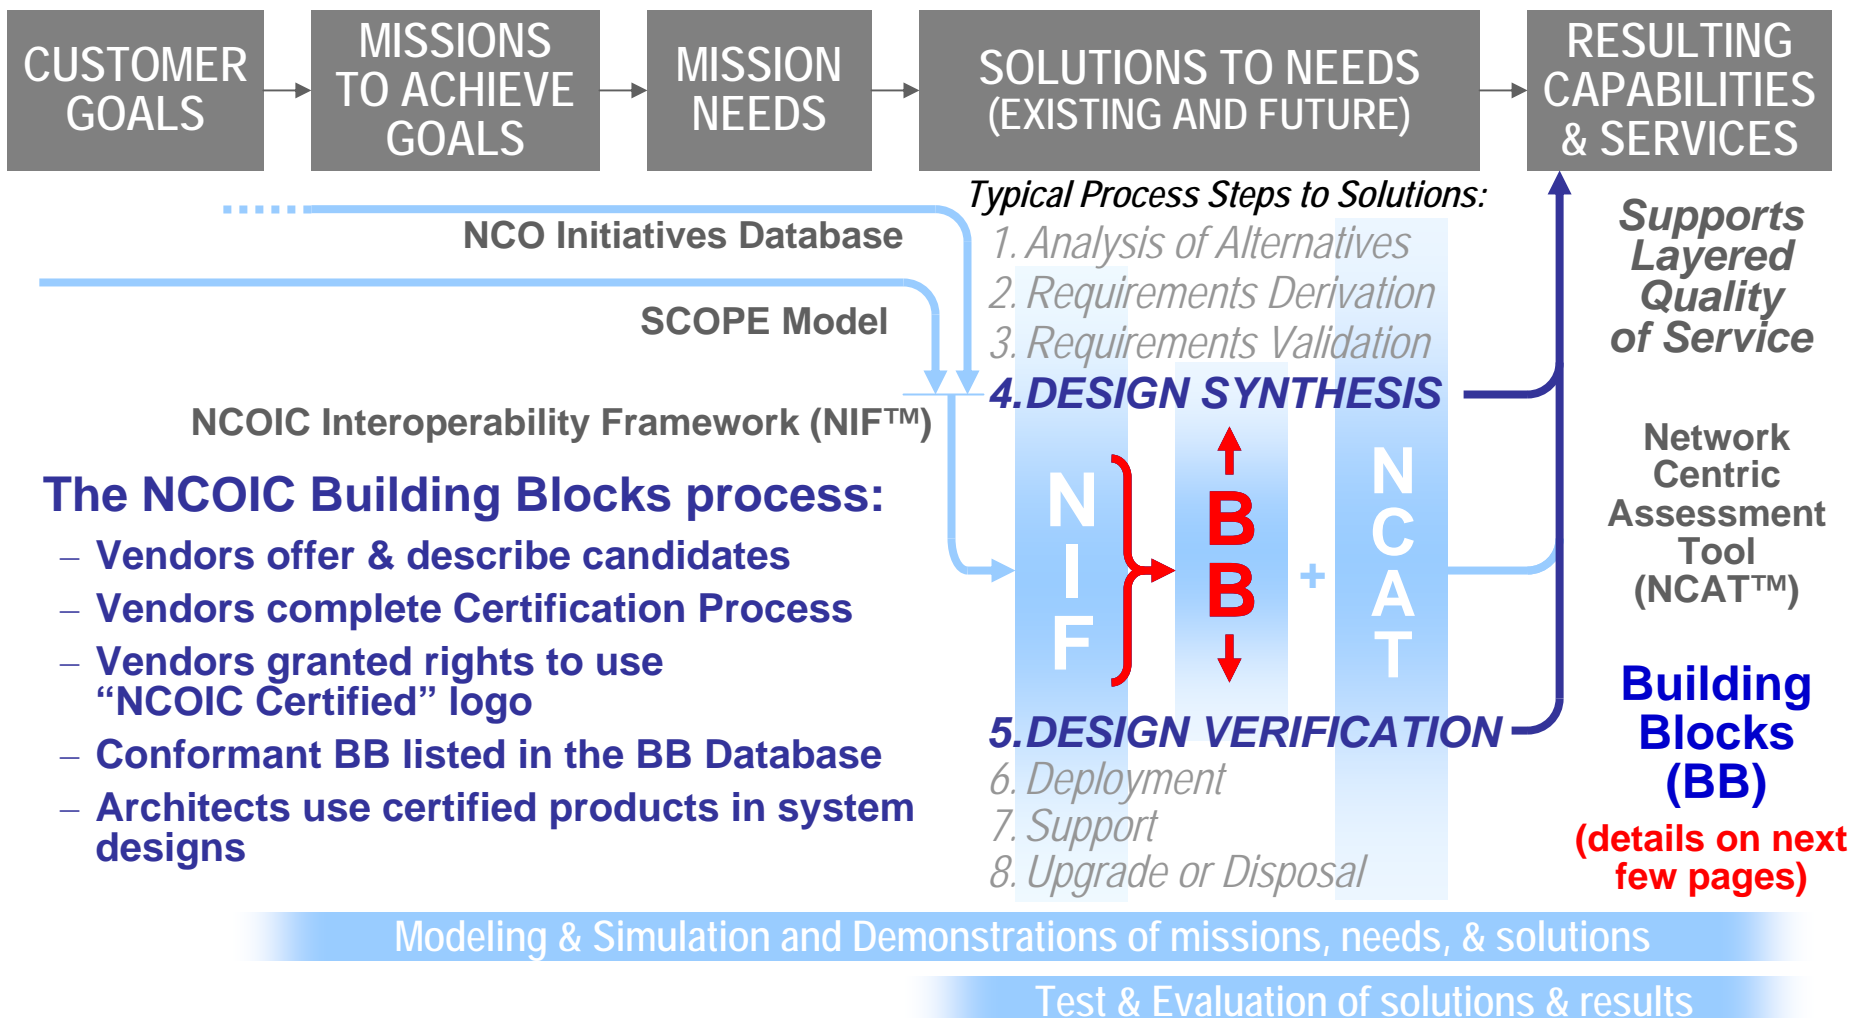 CUSTOMER
GOALS
MISSIONS
TO ACHIEVE
GOALS
MISSION
NEEDS
SOLUTIONS TO NEEDS
(EXISTING AND FUTURE)
RESULTING
CAPABILITIES
& SERVICES
NCO Initiatives Database
SCOPE Model
NCOIC Interoperability Framework (NIF™)
The NCOIC Building Blocks process:
– Vendors offer & describe candidates
– Vendors complete Certification Process
– Vendors granted rights to use
“NCOIC Certified” logo
– Conformant BB listed in the BB Database
– Architects use certified products in system
designs
Typical Process Steps to Solutions:
1. Analysis of Alternatives
2. Requirements Derivation
3. Requirements Validation
4. DESIGN SYNTHESIS
N
I
F
B
B
+
N
C
A
T
5. DESIGN VERIFICATION
6. Deployment
7. Support
8. Upgrade or Disposal
Supports
Layered
Quality
of Service
Network
Centric
Assessment
Tool
(NCAT™)
Building
Blocks
(BB)
(details on next
few pages)
Modeling & Simulation and Demonstrations of missions, needs, & solutions
Test & Evaluation of solutions & results